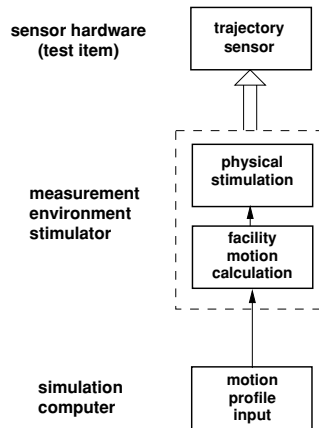 sensor hardware
(test item)
trajectory
sensor
measurement
environment
stimulator
physical
stimulation
facility
motion
calculation
simulation
computer
motion
profile
input